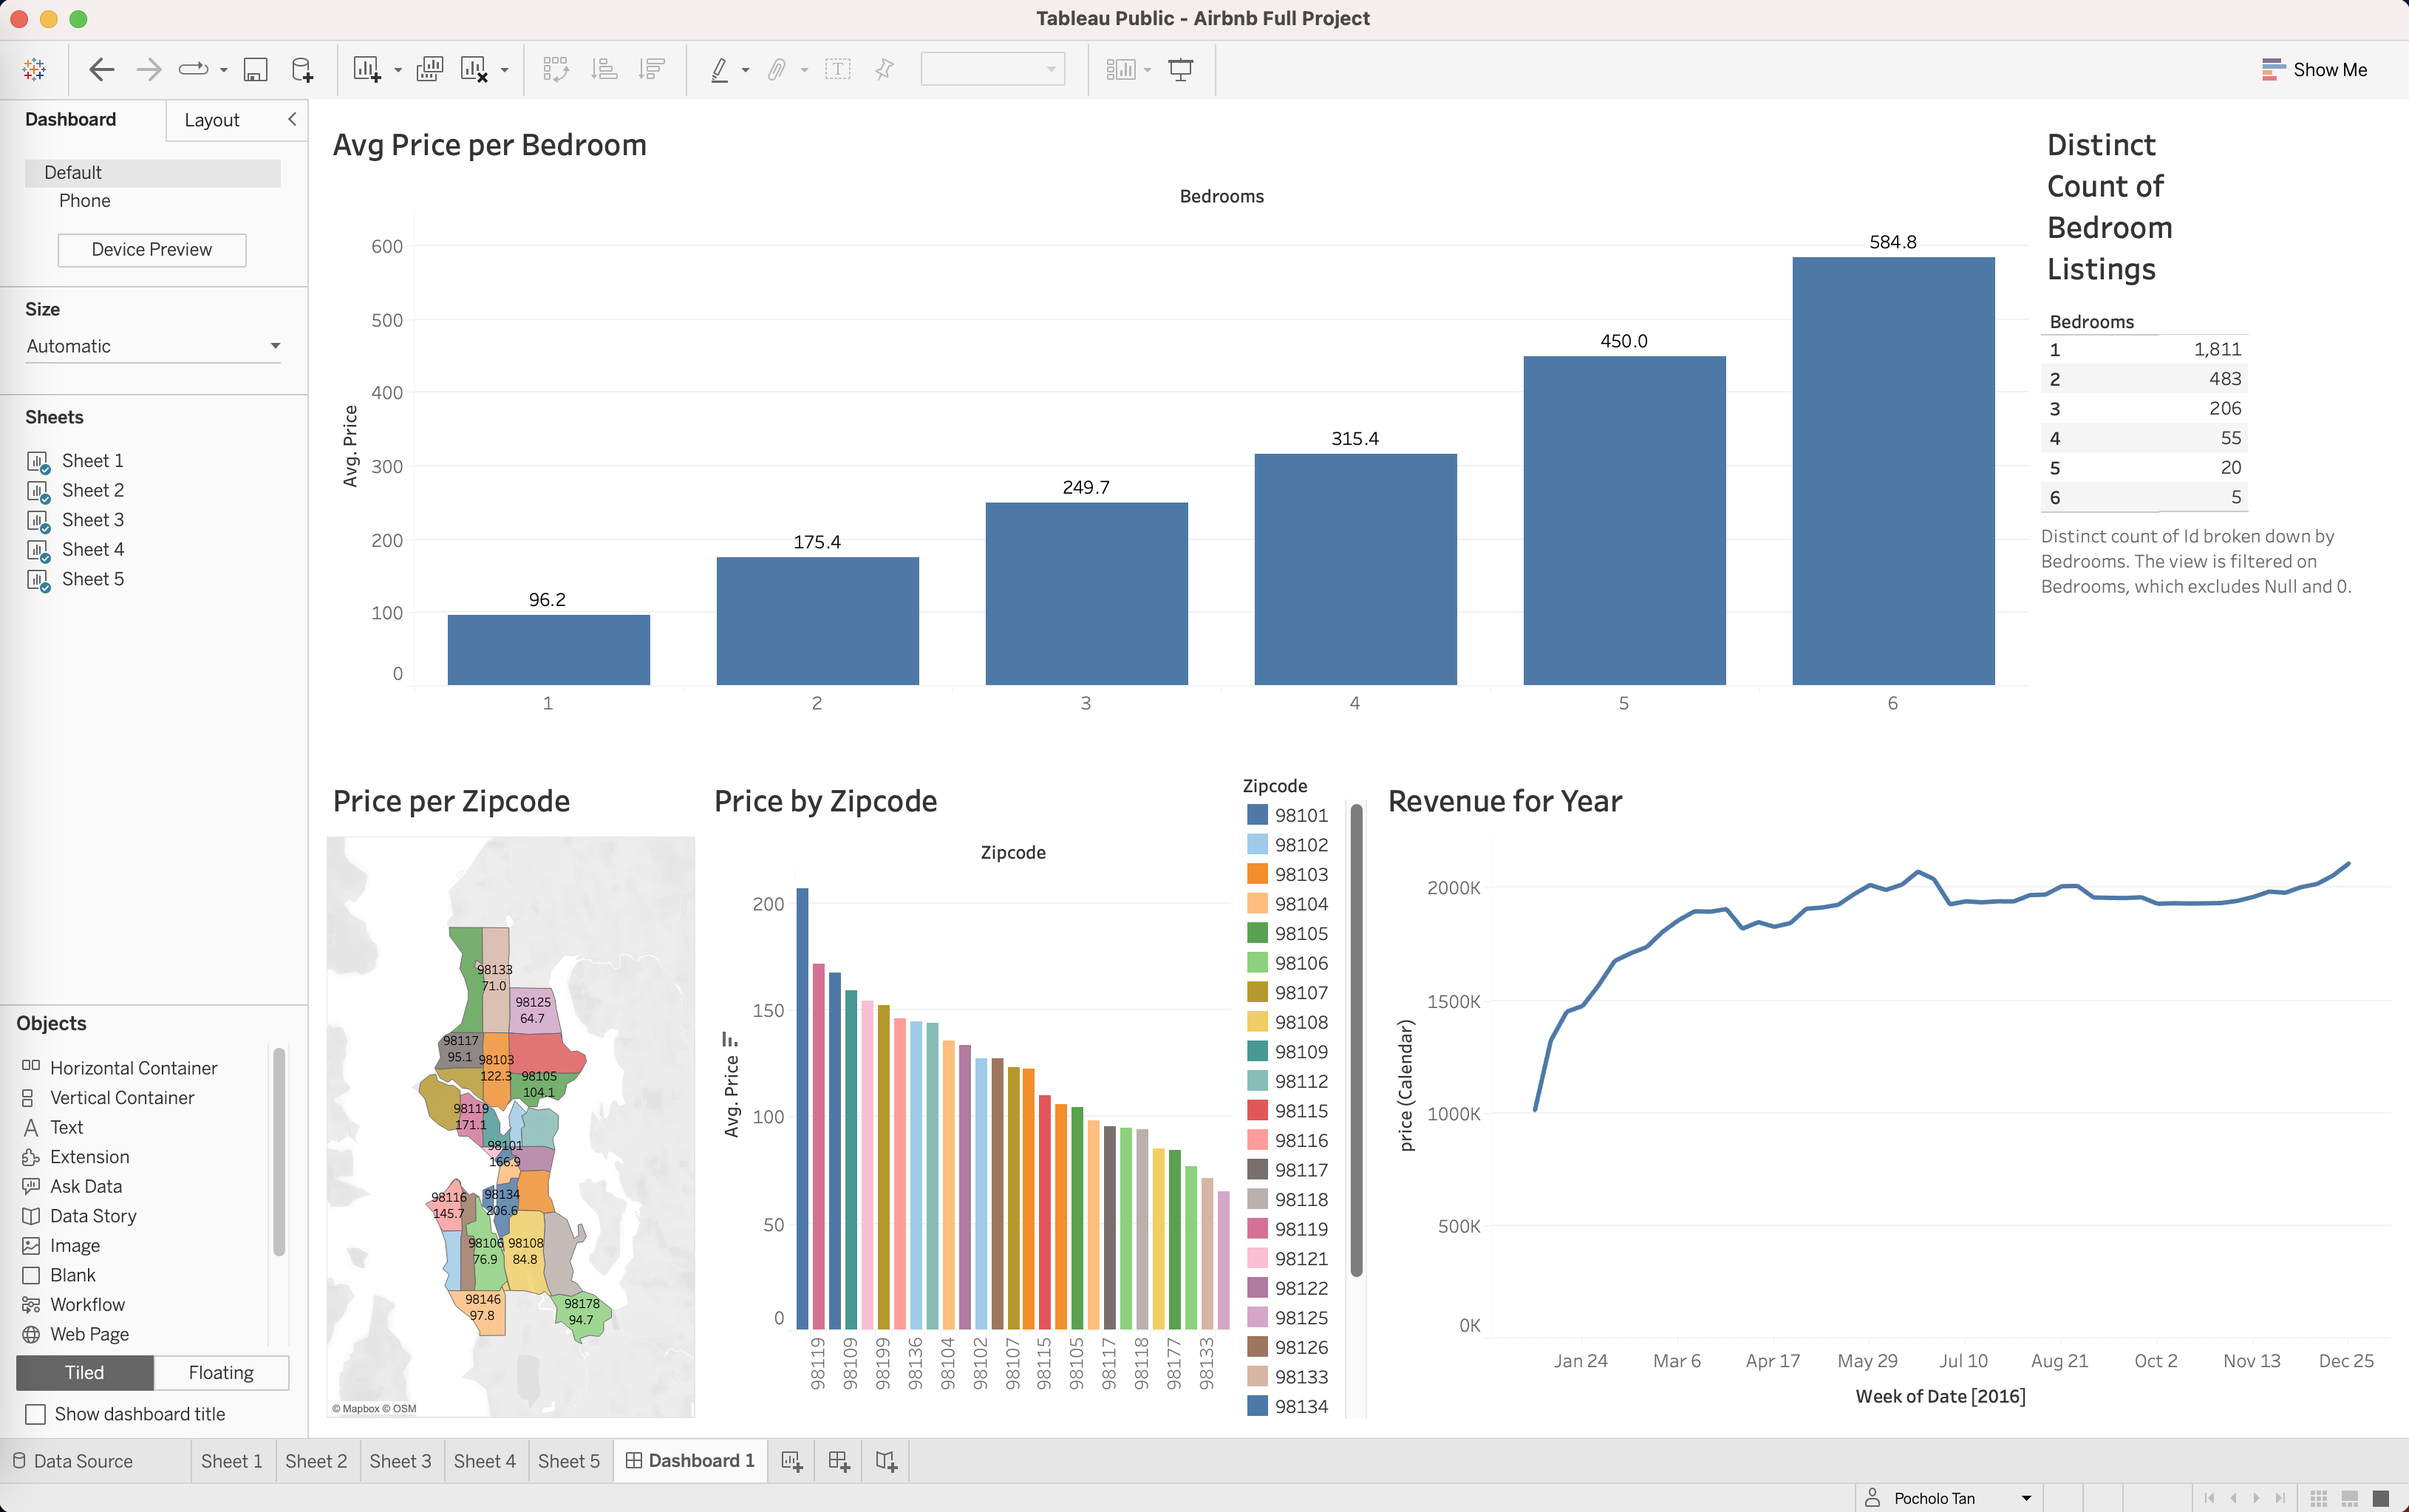 Tableau Public - Airbnb Full Project
Show Me
Dashboard
Layout
Default
Phone
Device Preview
Size
Automatic
Sheets
Sheet 1
Sheet 2
Sheet 3
Sheet 4
Sheet 5
Objects
Horizontal Container
Vertical Container
Text
Extension
Ask Data
Data Story
Image
Blank
Workflow
Web Page
Tiled
Floating
Show dashboard title
Avg Price per Bedroom
Bedrooms
Avg. Price
600
500
400
300
200
100
0
96.2
175.4
249.7
315.4
450.0
584.8
1
2
3
4
5
6
Distinct
Count of
Bedroom
Listings
Bedrooms
1 1,811
2 483
3 206
4 55
5 20
6 5
Distinct count of Id broken down by
Bedrooms. The view is filtered on
Bedrooms, which excludes Null and 0.
Price per Zipcode
98133
71.0
98125
64.7
98117
95.1
98103
122.3
98105
104.1
98119
171.1
98101
166.9
98116
145.7
98134
206.6
98106
76.9
98108
84.8
98146
97.8
98178
94.7
© Mapbox © OSM
Price by Zipcode
Zipcode
Avg. Price
200
150
100
50
0
98119
98109
98199
98136
98104
98102
98107
98115
98105
98117
98118
98177
98133
Zipcode
98101
98102
98103
98104
98105
98106
98107
98108
98109
98112
98115
98116
98117
98118
98119
98121
98122
98125
98126
98133
98134
Revenue for Year
price (Calendar)
2000K
1500K
1000K
500K
0K
Jan 24
Mar 6
Apr 17
May 29
Jul 10
Aug 21
Oct 2
Nov 13
Dec 25
Week of Date [2016]
Data Source
Sheet 1
Sheet 2
Sheet 3
Sheet 4
Sheet 5
Dashboard 1
Pocholo Tan